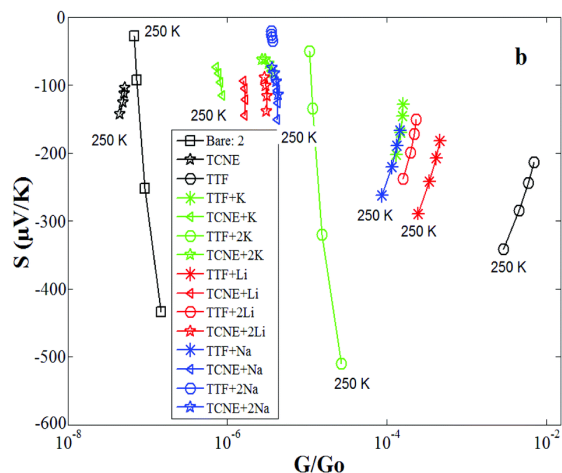 0
-100
-200
-300
-400
-500
-600
S (µV/K)
b
250 K
250 K
250 K
250 K
250 K
250 K
250 K
250 K
Bare: 2
TCNE
TTF
TTF+K
TCNE+K
TTF+2K
TCNE+2K
TTF+Li
TCNE+Li
TTF+2Li
TCNE+2Li
TTF+Na
TCNE+Na
TTF+2Na
TCNE+2Na
10-8
10-6
10-4
10-2
G/Go